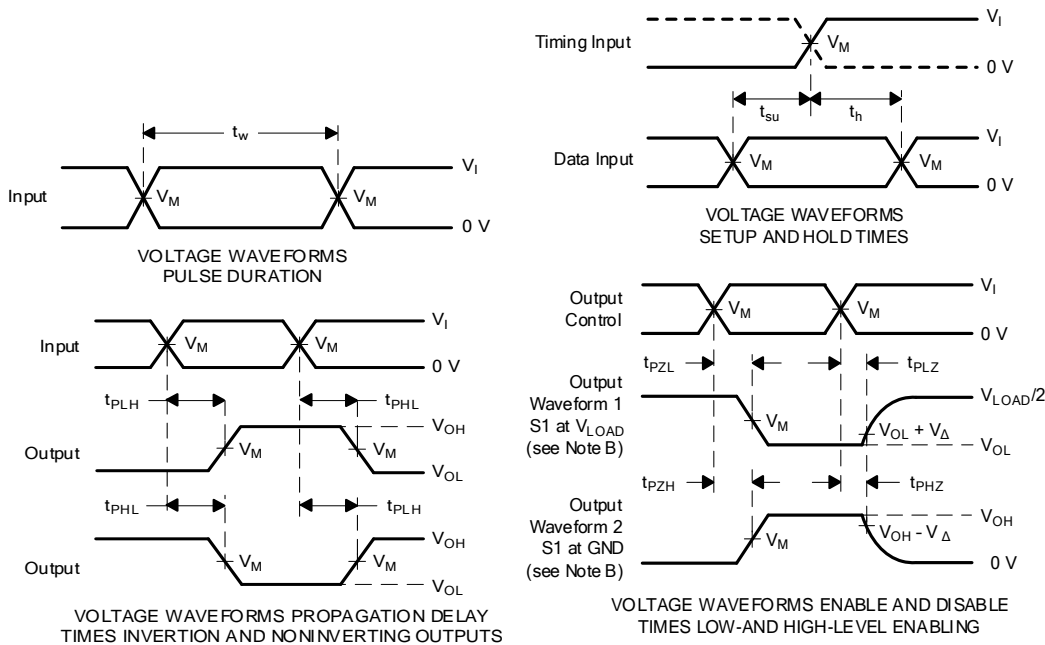 t_w
V_I
Input
V_M
V_M
0 V
VOLTAGE WAVEFORMS
PULSE DURATION
Timing Input
V_I
V_M
0 V
t_su
t_h
Data Input
V_I
V_M
V_M
0 V
VOLTAGE WAVEFORMS
SETUP AND HOLD TIMES
Input
V_I
V_M
V_M
0 V
t_PLH
t_PHL
Output
V_OH
V_M
V_M
V_OL
t_PHL
t_PLH
Output
V_OH
V_M
V_M
V_OL
VOLTAGE WAVEFORMS PROPAGATION DELAY
TIMES INVERTION AND NONINVERTING OUTPUTS
Output
Control
V_I
V_M
V_M
0 V
t_PZL
t_PLZ
Output
Waveform 1
S1 at V_LOAD
(see Note B)
V_LOAD/2
V_M
V_OL + V_Δ
V_OL
t_PZH
t_PHZ
Output
Waveform 2
S1 at GND
(see Note B)
V_OH
V_M
V_OH - V_Δ
0 V
VOLTAGE WAVEFORMS ENABLE AND DISABLE
TIMES LOW-AND HIGH-LEVEL ENABLING